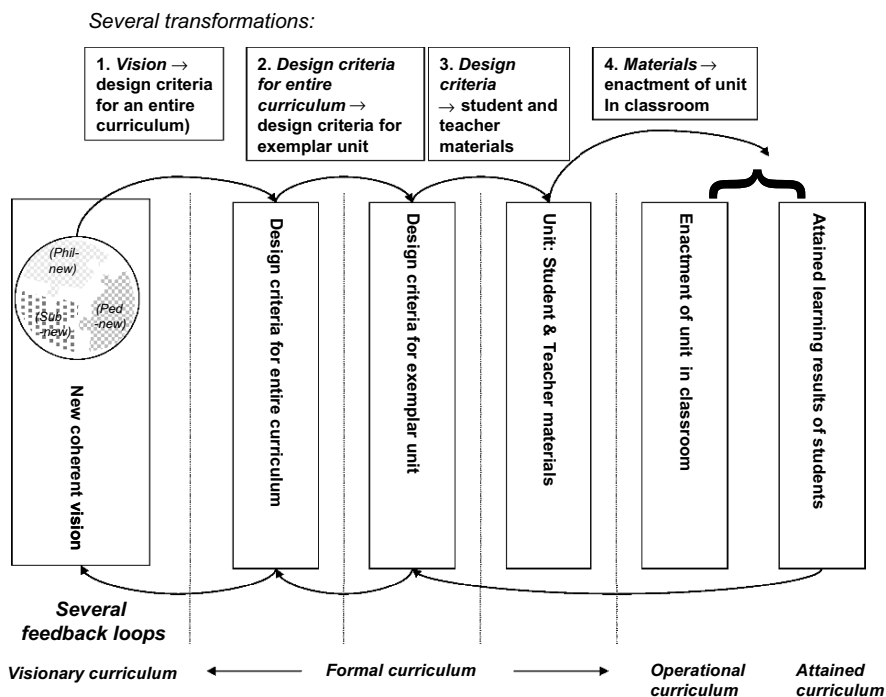 Several transformations:
1. Vision →
design criteria
for an entire
curriculum)
2. Design criteria
for entire
curriculum →
design criteria for
exemplar unit
3. Design
criteria
→ student and
teacher
materials
4. Materials →
enactment of unit
In classroom
(Phil-
new)
(Sub
-new)
(Ped
-new)
New coherent vision
Design criteria for entire curriculum
Design criteria for exemplar unit
Unit: Student & Teacher materials
Enactment of unit in classroom
Attained learning results of students
Several
feedback loops
Visionary curriculum
Formal curriculum
Operational
curriculum
Attained
curriculum